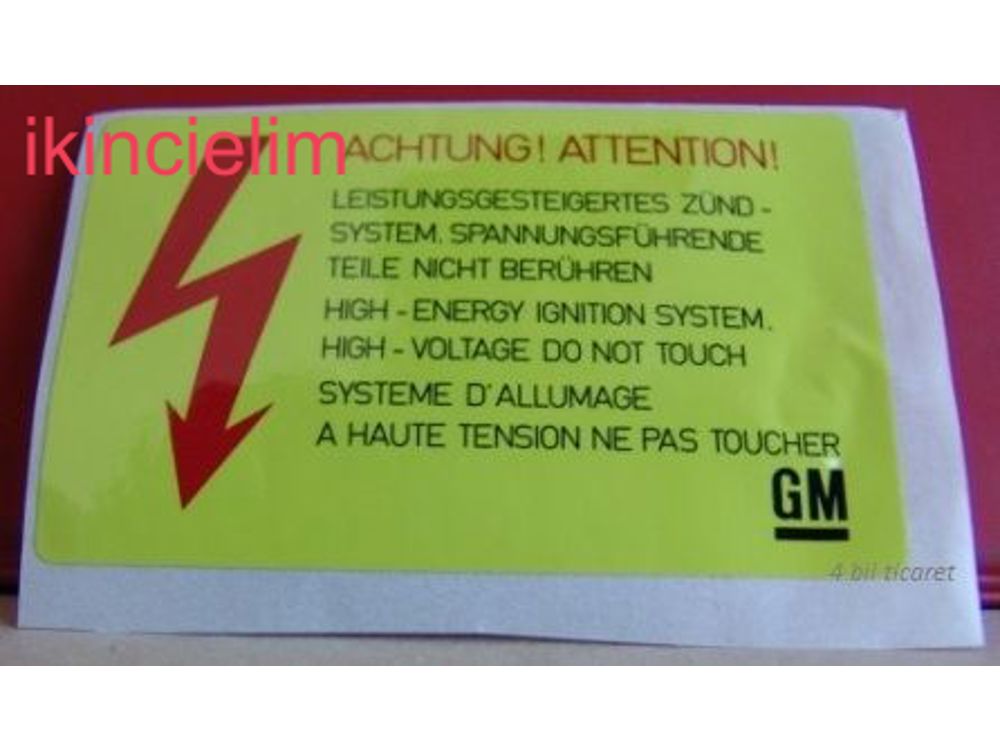 ikincielim
ACHTUNG! ATTENTION!
LEISTUNGSGESTEIGERTES ZÜND-
SYSTEM. SPANNUNGSFÜHRENDE
TEILE NICHT BERÜHREN
HIGH-ENERGY IGNITION SYSTEM.
HIGH-VOLTAGE DO NOT TOUCH
SYSTEME D'ALLUMAGE
A HAUTE TENSION NE PAS TOUCHER
GM
4 bil ticaret